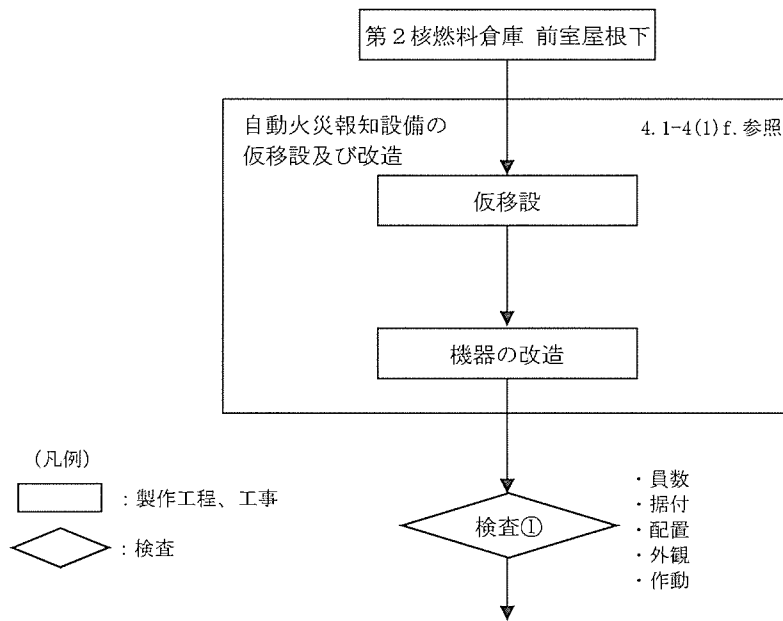 第2核燃料倉庫 前室屋根下
自動火災報知設備の
仮移設及び改造
4.1-4(1)f.参照
仮移設
機器の改造
検査①
・員数
・据付
・配置
・外観
・作動
(凡例)
：製作工程、工事
：検査